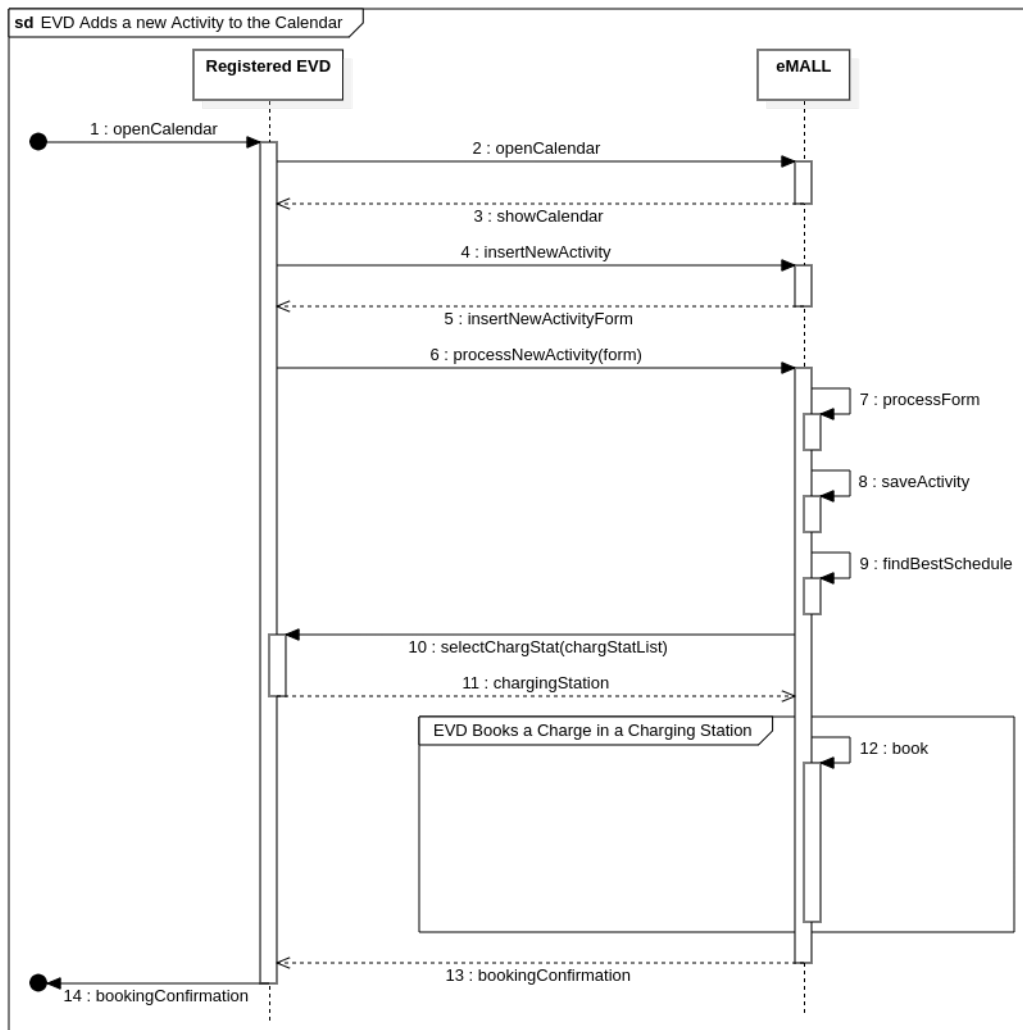 sd EVD Adds a new Activity to the Calendar
Registered EVD
eMALL
1 : openCalendar
2 : openCalendar
3 : showCalendar
4 : insertNewActivity
5 : insertNewActivityForm
6 : processNewActivity(form)
7 : processForm
8 : saveActivity
9 : findBestSchedule
10 : selectChargStat(chargStatList)
11 : chargingStation
EVD Books a Charge in a Charging Station
12 : book
13 : bookingConfirmation
14 : bookingConfirmation